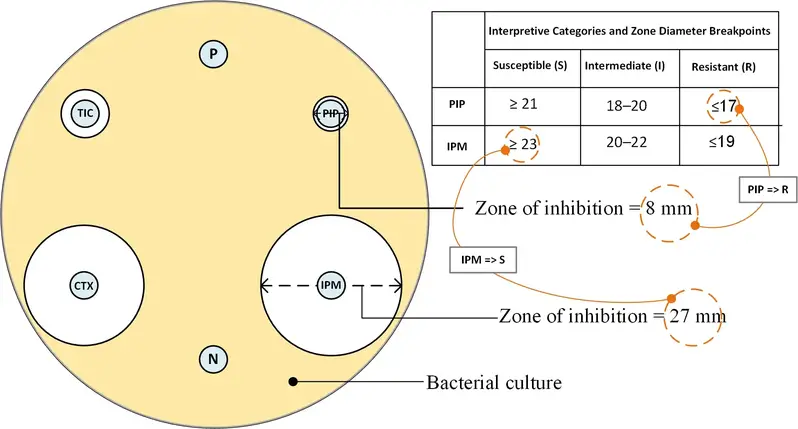 P
TIC
PIP
CTX
IPM
N
Interpretive Categories and Zone Diameter Breakpoints
Susceptible (S) Intermediate (I) Resistant (R)
PIP ≥ 21 18–20 ≤17
IPM ≥ 23 20–22 ≤19
PIP => R
Zone of inhibition = 8 mm
IPM => S
Zone of inhibition = 27 mm
Bacterial culture